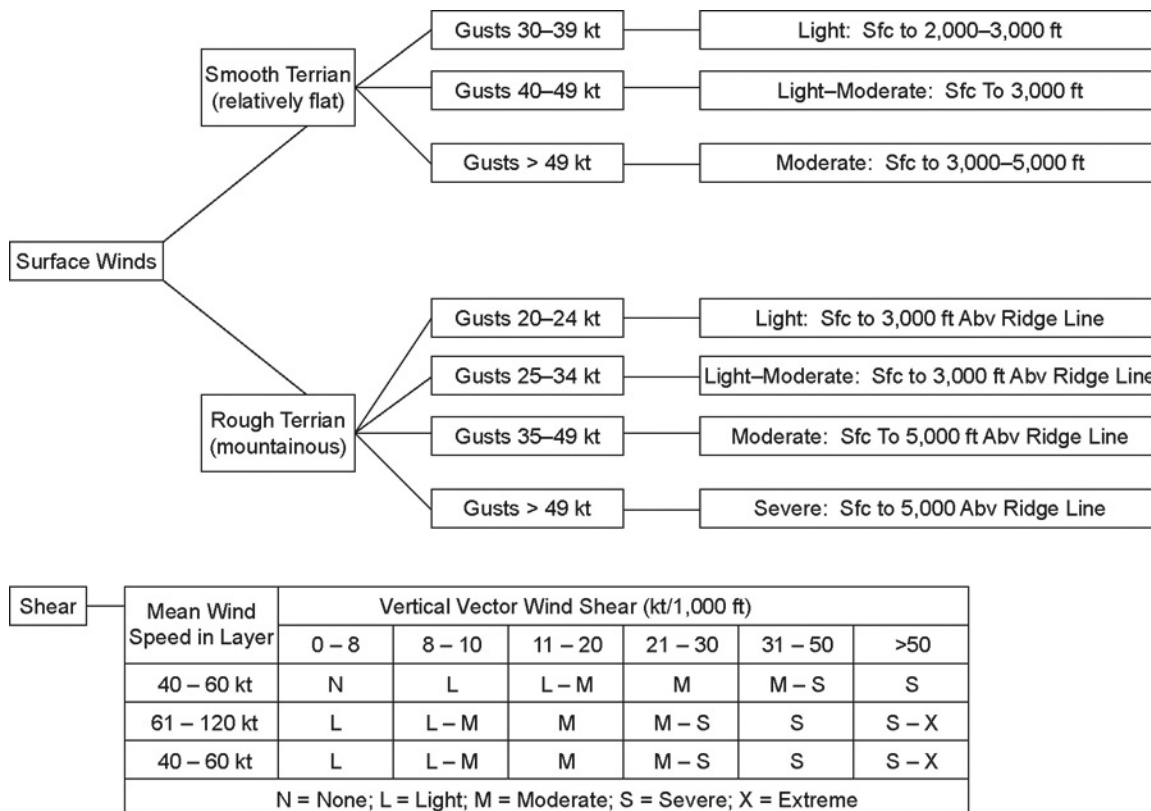 Gusts 30–39 kt
Light: Sfc to 2,000–3,000 ft
Smooth Terrian
(relatively flat)
Gusts 40–49 kt
Light–Moderate: Sfc To 3,000 ft
Gusts > 49 kt
Moderate: Sfc to 3,000–5,000 ft
Surface Winds
Gusts 20–24 kt
Light: Sfc to 3,000 ft Abv Ridge Line
Gusts 25–34 kt
Light–Moderate: Sfc to 3,000 ft Abv Ridge Line
Rough Terrian
(mountainous)
Gusts 35–49 kt
Moderate: Sfc To 5,000 ft Abv Ridge Line
Gusts > 49 kt
Severe: Sfc to 5,000 Abv Ridge Line
Shear
Mean Wind
Speed in Layer
Vertical Vector Wind Shear (kt/1,000 ft)
0 – 8 8 – 10 11 – 20 21 – 30 31 – 50 >50
40 – 60 kt N L L – M M M – S S
61 – 120 kt L L – M M M – S S S – X
40 – 60 kt L L – M M M – S S S – X
N = None; L = Light; M = Moderate; S = Severe; X = Extreme